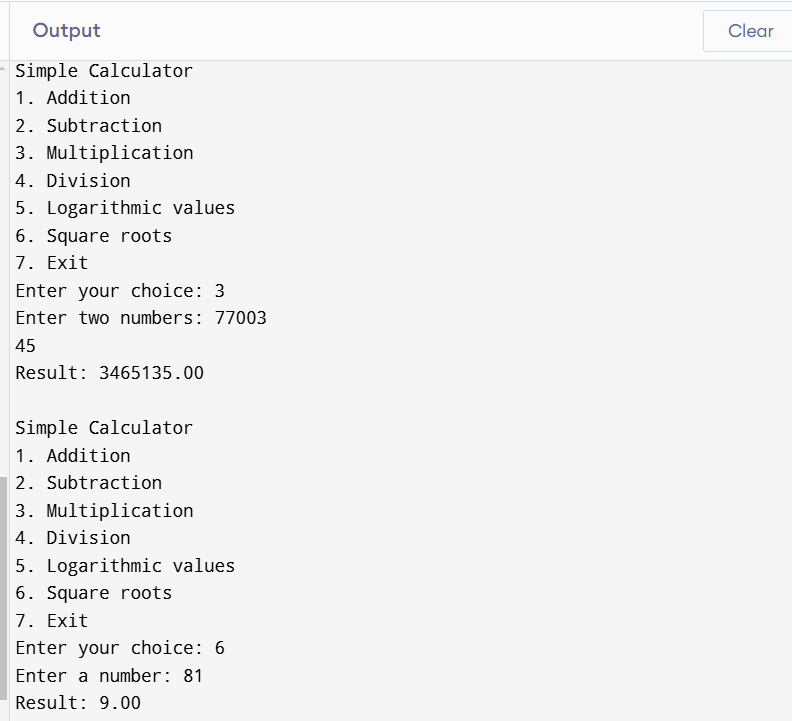 Output
Clear
Simple Calculator
1. Addition
2. Subtraction
3. Multiplication
4. Division
5. Logarithmic values
6. Square roots
7. Exit
Enter your choice: 3
Enter two numbers: 77003
45
Result: 3465135.00
Simple Calculator
1. Addition
2. Subtraction
3. Multiplication
4. Division
5. Logarithmic values
6. Square roots
7. Exit
Enter your choice: 6
Enter a number: 81
Result: 9.00